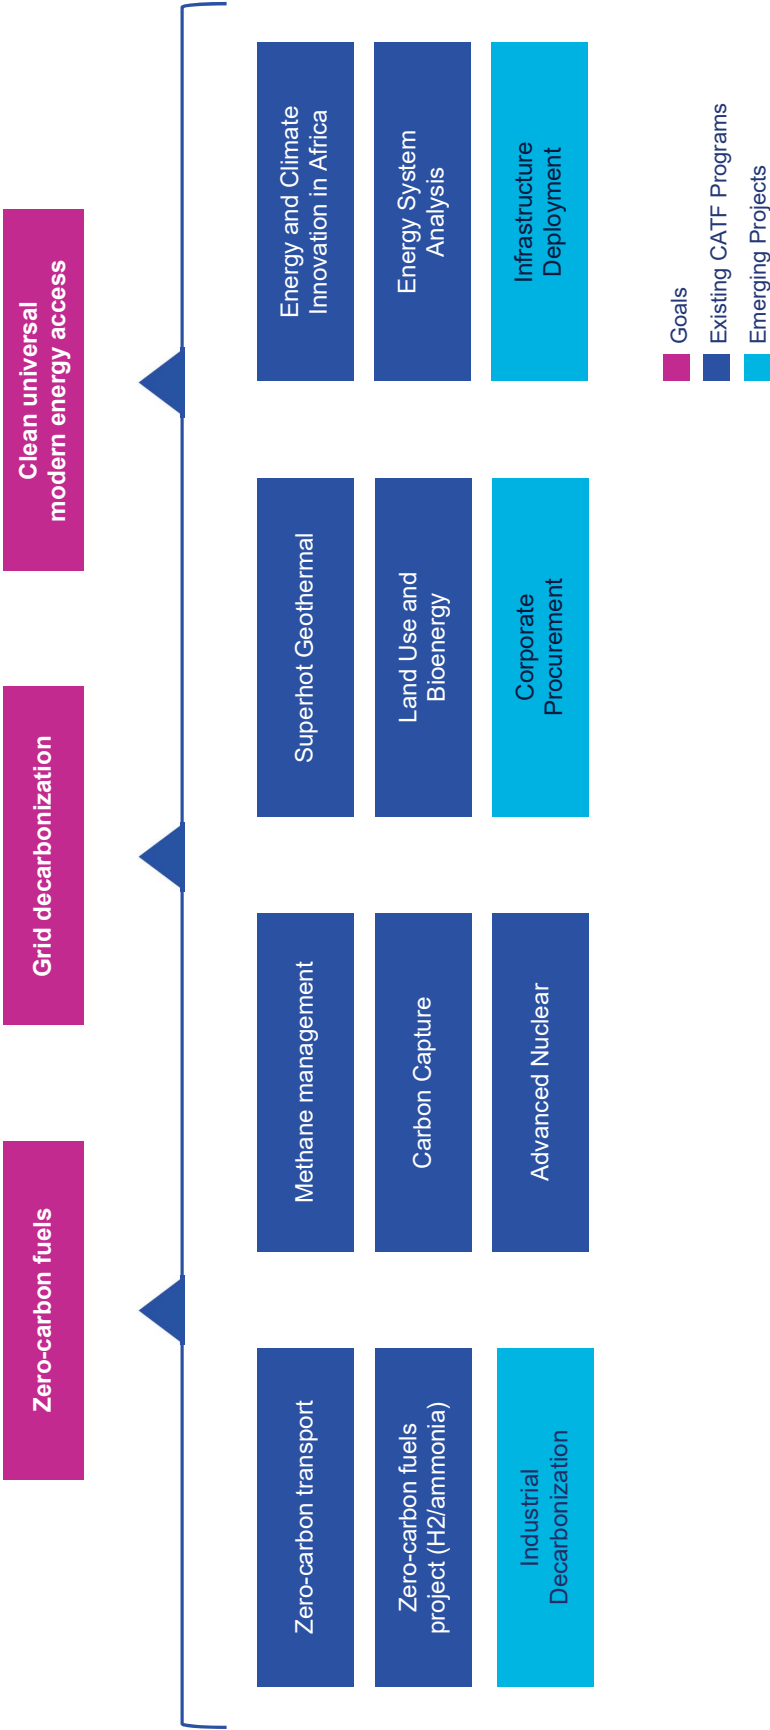 Zero-carbon fuels
Grid decarbonization
Clean universal
modern energy access
Zero-carbon transport
Methane management
Superhot Geothermal
Energy and Climate
Innovation in Africa
Zero-carbon fuels
project (H2/ammonia)
Carbon Capture
Land Use and
Bioenergy
Energy System
Analysis
Industrial
Decarbonization
Advanced Nuclear
Corporate
Procurement
Infrastructure
Deployment
Goals
Existing CATF Programs
Emerging Projects